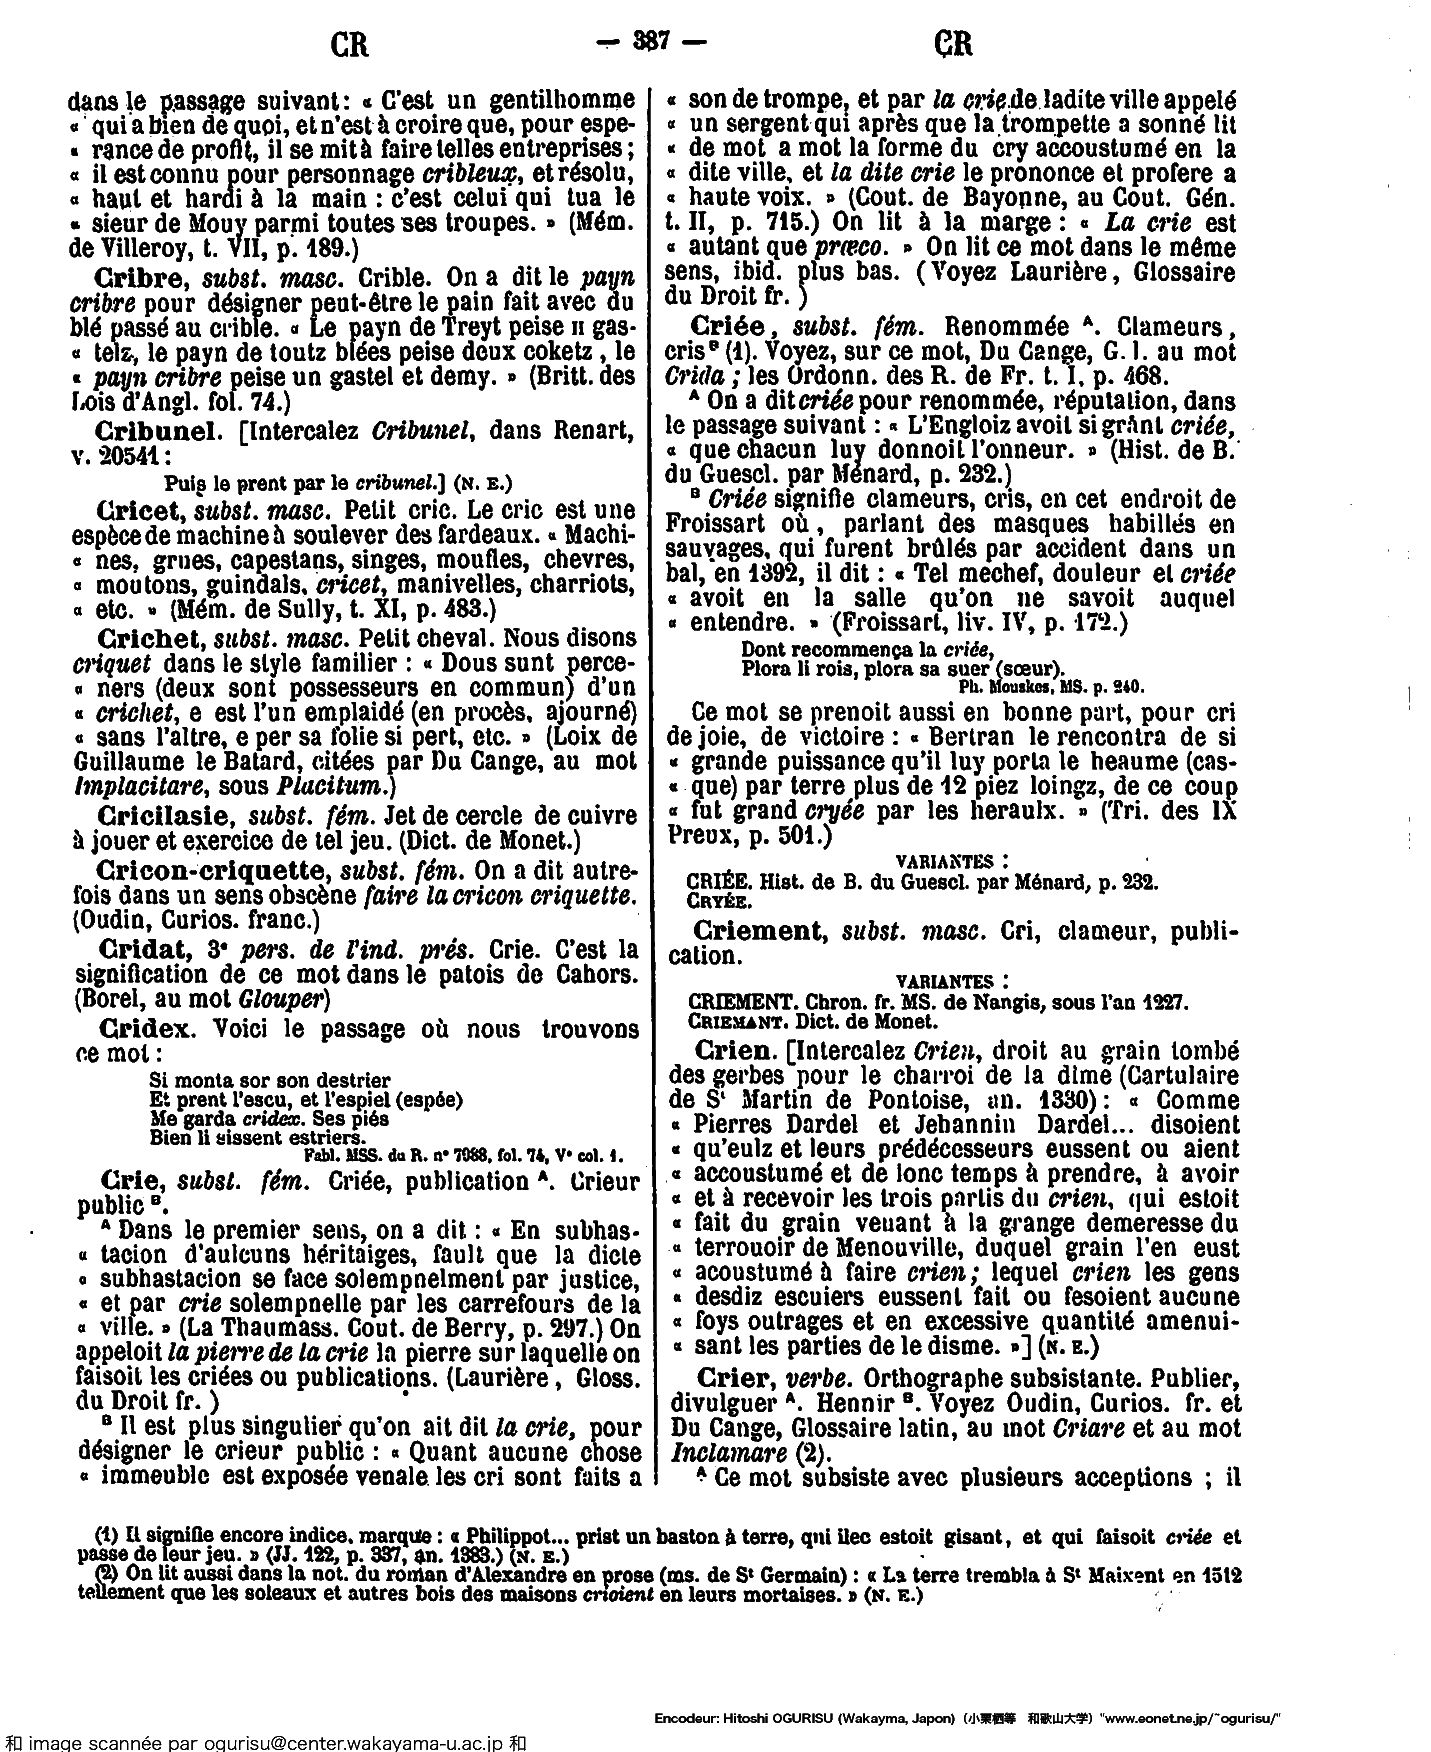 CR — 387 — CR
dans le passage suivant : « C'est un gentilhomme
« qui a bien de quoi, et n'est à croire que, pour espe-
« rance de profit, il se mit à faire telles entreprises ;
« il est connu pour personnage cribleux, et résolu,
« haut et hardi à la main : c'est celui qui tua le
« sieur de Mouy parmi toutes ses troupes. » (Mém.
de Villeroy, t. VII, p. 189.)
Cribre, subst. masc. Crible. On a dit le payn
cribre pour désigner peut-être le pain fait avec du
blé passé au crible. « Le payn de Treyt peise II gas-
« telz, le payn de toutz blées peise doux coketz, le
« payn cribre peise un gastel et demy. » (Britt. des
Lois d'Angl. fol. 74.)
Cribunel. [Intercalez Cribunel, dans Renart,
v. 20541 :
Puis le prent par le cribunel.] (N. E.)
Cricet, subst. masc. Petit cric. Le cric est une
espèce de machine à soulever des fardeaux. « Machi-
« nes, grues, capestans, singes, moufles, chevres,
« moutons, guindals, cricet, manivelles, charriots,
« etc. » (Mém. de Sully, t. XI, p. 483.)
Crichet, subst. masc. Petit cheval. Nous disons
criquet dans le style familier : « Dous sunt perce-
« ners (deux sont possesseurs en commun) d'un
« crichet, e est l'un emplaidé (en procès, ajourné)
« sans l'altre, e per sa folie si pert, etc. » (Loix de
Guillaume le Batard, citées par Du Cange, au mot
Implacitare, sous Placitum.)
Cricilasie, subst. fém. Jet de cercle de cuivre
à jouer et exercice de tel jeu. (Dict. de Monet.)
Cricon-criquette, subst. fém. On a dit autre-
fois dans un sens obscène faire la cricon criquette.
(Oudin, Curios. franc.)
Cridat, 3e pers. de l'ind. prés. Crie. C'est la
signification de ce mot dans le patois de Cahors.
(Borel, au mot Glouper)
Cridex. Voici le passage où nous trouvons
ce mot :
Si monta sor son destrier
Et prent l'escu, et l'espiel (espée)
Me garda cridex. Ses piés
Bien li sissent estriers.
Fabl. MSS. du R. n° 7988, fol. 74, V° col. 1.
Crie, subst. fém. Criée, publication A. Crieur
public B.
A Dans le premier sens, on a dit : « En subhas-
« tacion d'aulcuns héritaiges, fault que la dicte
« subhastacion se face solempnelment par justice,
« et par crie solempnelle par les carrefours de la
« ville. » (La Thaumass. Cout. de Berry, p. 297.) On
appeloit la pierre de la crie la pierre sur laquelle on
faisoit les criées ou publications. (Laurière, Gloss.
du Droit fr. )
B Il est plus singulier qu'on ait dit la crie, pour
désigner le crieur public : « Quant aucune chose
« immeuble est exposée venale les cri sont faits a
« son de trompe, et par la crie de ladite ville appelé
« un sergent qui après que la trompette a sonné lit
« de mot a mot la forme du cry accoustumé en la
« dite ville, et la dite crie le prononce et profere a
« haute voix. » (Cout. de Bayonne, au Cout. Gén.
t. II, p. 715.) On lit à la marge : « La crie est
« autant que præco. » On lit ce mot dans le même
sens, ibid. plus bas. (Voyez Laurière, Glossaire
du Droit fr. )
Criée, subst. fém. Renommée A. Clameurs,
cris B (1). Voyez, sur ce mot, Du Cange, G. l. au mot
Crida ; les Ordonn. des R. de Fr. t. I, p. 468.
A On a dit criée pour renommée, réputation, dans
le passage suivant : « L'Engloiz avoit si grant criée,
« que chacun luy donnoit l'onneur. » (Hist. de B.
du Guescl. par Ménard, p. 232.)
B Criée signifie clameurs, cris, en cet endroit de
Froissart où, parlant des masques habillés en
sauvages, qui furent brûlés par accident dans un
bal, en 1392, il dit : « Tel mechef, douleur et criée
« avoit en la salle qu'on ne savoit auquel
« entendre. » (Froissart, liv. IV, p. 172.)
Dont recommença la criée,
Plora li rois, plora sa suer (sœur).
Ph. Mouskes, MS. p. 240.
Ce mot se prenoit aussi en bonne part, pour cri
de joie, de victoire : « Bertran le rencontra de si
« grande puissance qu'il luy porta le heaume (cas-
« que) par terre plus de 12 piez loingz, de ce coup
« fut grand cryée par les heraulx. » (Tri. des IX
Preux, p. 501.)
VARIANTES :
CRIÉE. Hist. de B. du Guescl. par Ménard, p. 232.
CRYÉE.
Criement, subst. masc. Cri, clameur, publi-
cation.
VARIANTES :
CRIEMENT. Chron. fr. MS. de Nangis, sous l'an 1227.
CRIEMANT. Dict. de Monet.
Crien. [Intercalez Crien, droit au grain tombé
des gerbes pour le charroi de la dîme (Cartulaire
de St Martin de Pontoise, an. 1330) : « Comme
« Pierres Dardel et Jehannin Dardel... disoient
« qu'eulz et leurs prédécesseurs eussent ou aient
« accoustumé et de lonc temps à prendre, à avoir
« et à recevoir les trois partis du crien, qui estoit
« fait du grain venant à la grange demeresse du
« terrouoir de Menouville, duquel grain l'en eust
« acoustumé à faire crien ; lequel crien les gens
« desdiz escuiers eussent fait ou fesoient aucune
« foys outrages et en excessive quantité amenui-
« sant les parties de le disme. »] (N. E.)
Crier, verbe. Orthographe subsistante. Publier,
divulguer A. Hennir B. Voyez Oudin, Curios. fr. et
Du Cange, Glossaire latin, au mot Criare et au mot
Inclamare (2).
A Ce mot subsiste avec plusieurs acceptions ; il
(1) Il signifie encore indice, marque : « Philippot... prist un baston à terre, qui ilec estoit gisant, et qui faisoit criée et
passe de leur jeu. » (JJ. 122, p. 337, an. 1383.) (N. E.)
(2) On lit aussi dans la not. du roman d'Alexandre en prose (ms. de St Germain) : « La terre trembla à St Maixent en 1512
tellement que les soleaux et autres bois des maisons crioient en leurs mortaises. » (N. E.)
Encodeur: Hitoshi OGURISU (Wakayma, Japon) (小栗栖等 和歌山大学) "www.eonet.ne.jp/~ogurisu/"
和 image scannée par ogurisu@center.wakayama-u.ac.jp 和